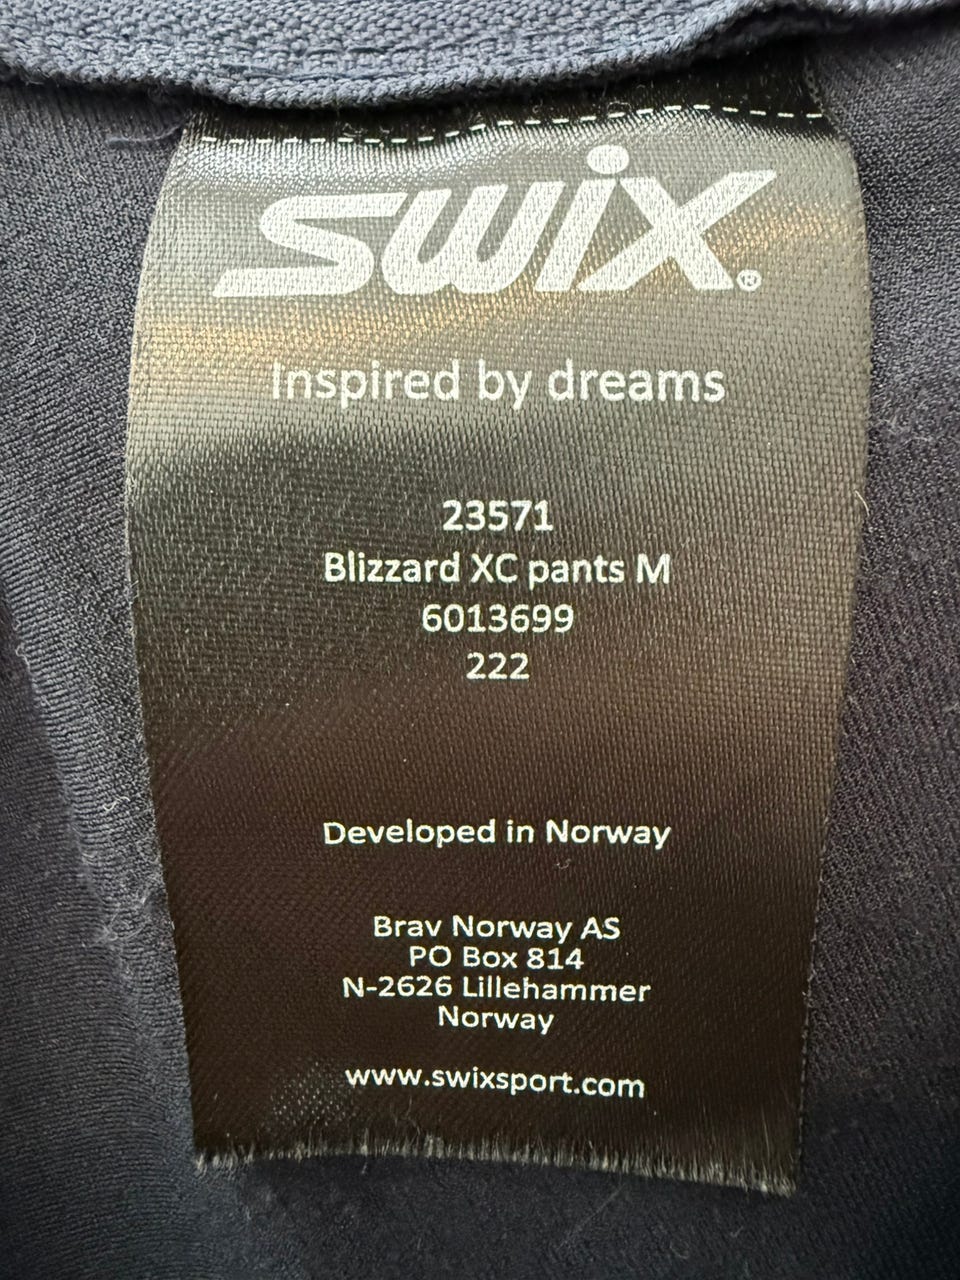 SWiX®
Inspired by dreams
23571
Blizzard XC pants M
6013699
222
Developed in Norway
Brav Norway AS
PO Box 814
N-2626 Lillehammer
Norway
www.swixsport.com